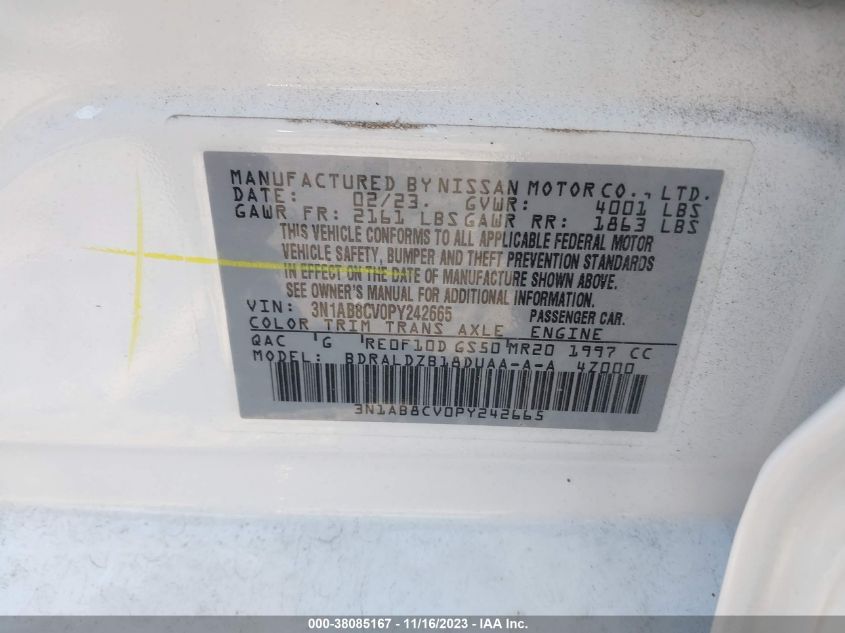 MANUFACTURED BY NISSAN MOTOR CO., LTD.
DATE: 02/23. GVWR: 4001 LBS
GAWR FR: 2161 LBS GAWR RR: 1863 LBS
THIS VEHICLE CONFORMS TO ALL APPLICABLE FEDERAL MOTOR
VEHICLE SAFETY, BUMPER AND THEFT PREVENTION STANDARDS
IN EFFECT ON THE DATE OF MANUFACTURE SHOWN ABOVE.
SEE OWNER'S MANUAL FOR ADDITIONAL INFORMATION.
VIN: 3N1AB8CV0PY242665 PASSENGER CAR.
COLOR TRIM TRANS AXLE ENGINE
QAC G RE0F10D GS50 MR20 1997 CC
MODEL: BDRALDZB18DUAA-A-A 4Z000
3N1AB8CV0PY242665
000-38085167 - 11/16/2023 - IAA Inc.